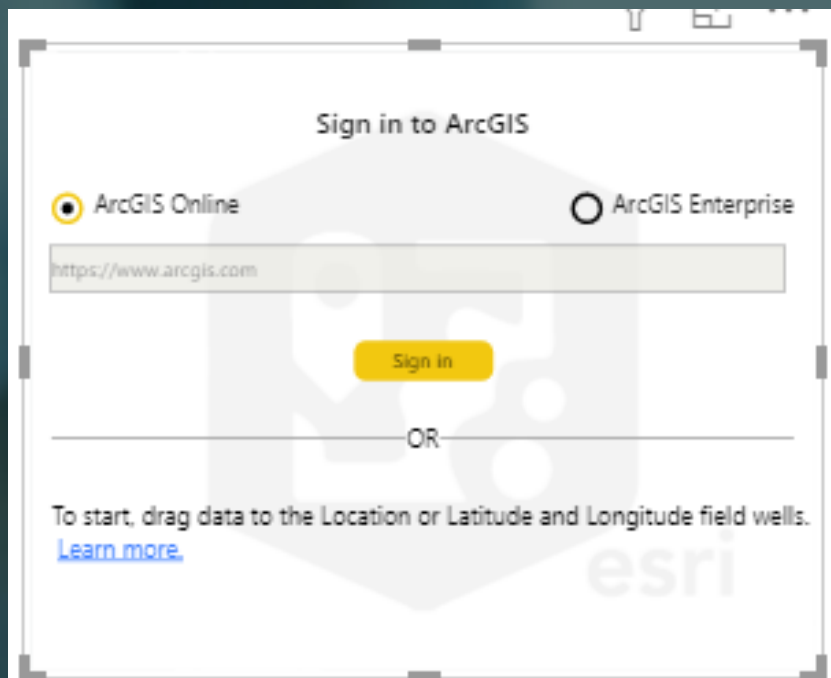 Sign in to ArcGIS
ArcGIS Online
ArcGIS Enterprise
https://www.arcgis.com
Sign in
OR
To start, drag data to the Location or Latitude and Longitude field wells.
Learn more.
esri